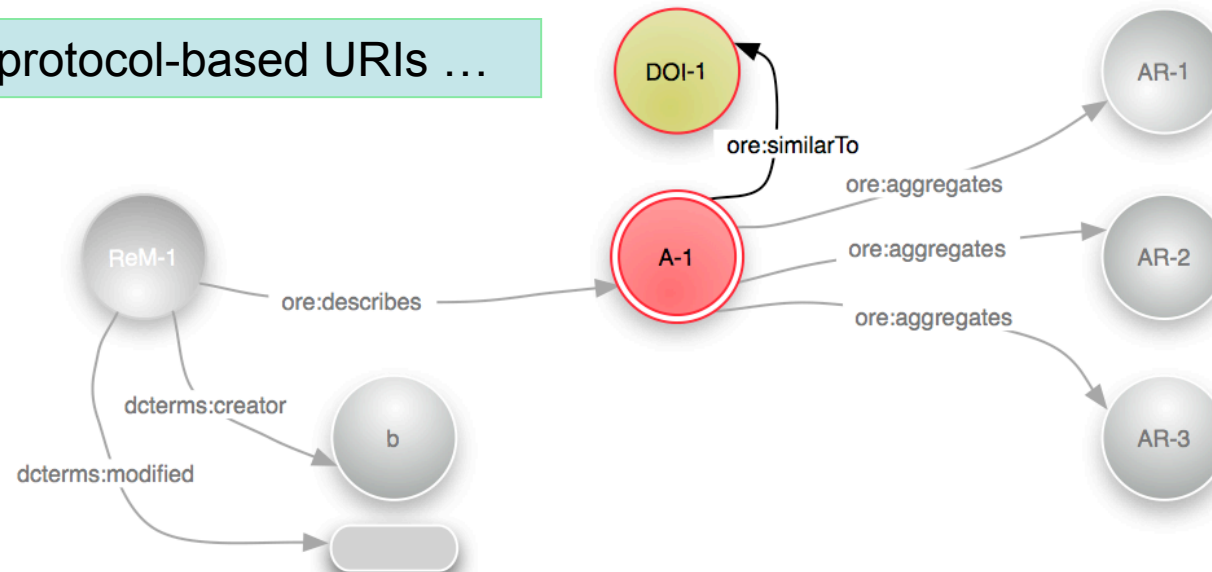 protocol-based URIs …
DOI-1
AR-1
ore:similarTo
ore:aggregates
ReM-1
A-1
ore:aggregates
AR-2
ore:describes
ore:aggregates
dcterms:creator
b
AR-3
dcterms:modified